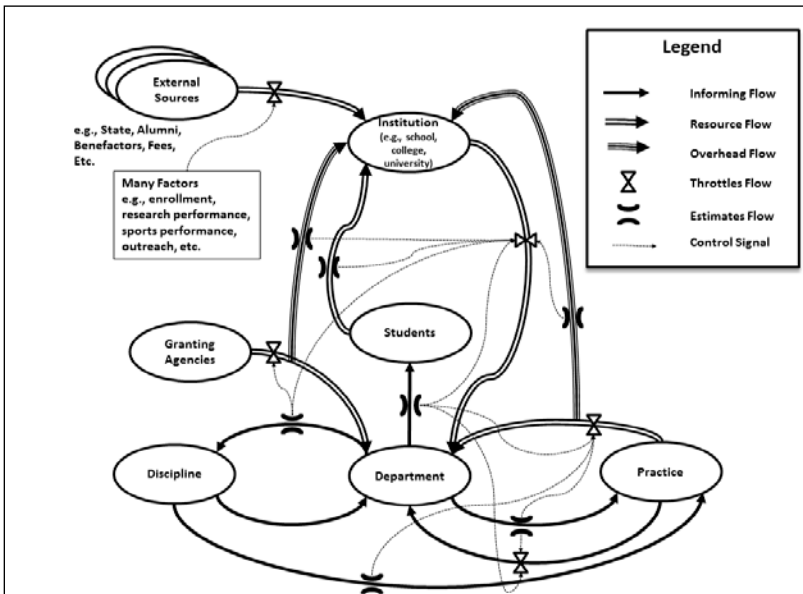 External
Sources
e.g., State, Alumni,
Benefactors, Fees,
Etc.
Many Factors
e.g., enrollment,
research performance,
sports performance,
outreach, etc.
Institution
(e.g., school,
college,
university)
Students
Granting
Agencies
Discipline
Department
Practice
Legend
Informing Flow
Resource Flow
Overhead Flow
Throttles Flow
Estimates Flow
Control Signal